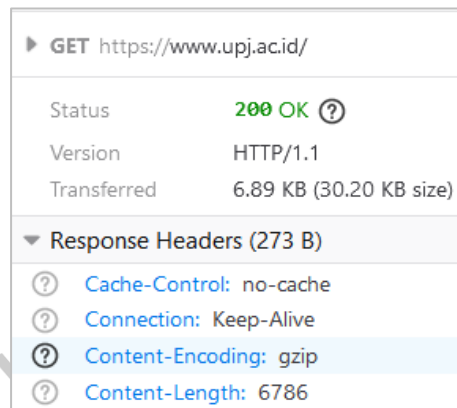 GET https://www.upj.ac.id/
Status 200 OK
Version HTTP/1.1
Transferred 6.89 KB (30.20 KB size)
Response Headers (273 B)
Cache-Control: no-cache
Connection: Keep-Alive
Content-Encoding: gzip
Content-Length: 6786